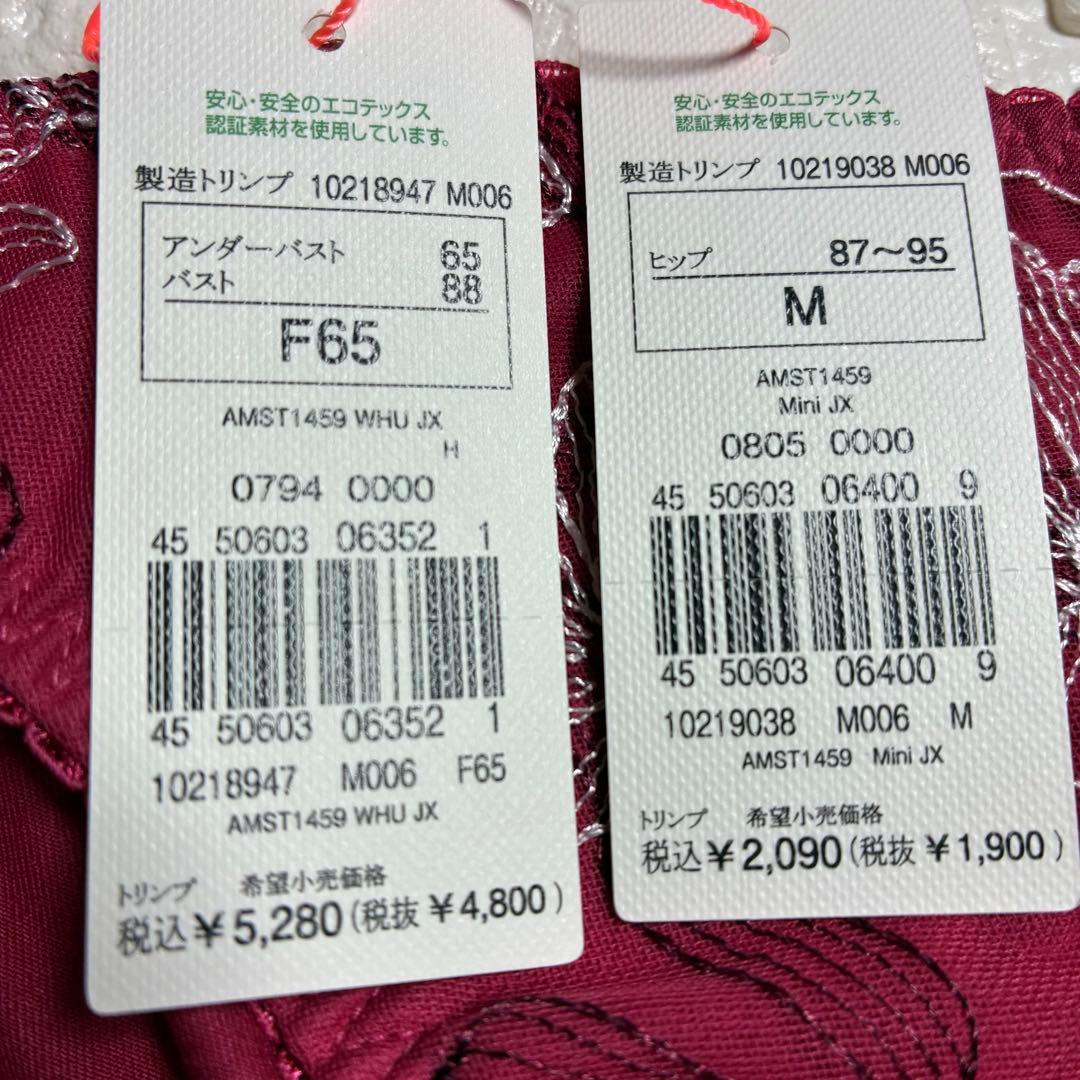 安心・安全のエコテックス
認証素材を使用しています。
製造トリンプ 10218947 M006
アンダーバスト 65
バスト 88
F65
AMST1459 WHU JX
H
0794 0000
45 50603 06352 1
45 50603 06352 1
10218947 M006 F65
AMST1459 WHU JX
トリンプ 希望小売価格
税込¥5,280(税抜¥4,800)
安心・安全のエコテックス
認証素材を使用しています。
製造トリンプ 10219038 M006
ヒップ 87〜95
M
AMST1459
Mini JX
0805 0000
45 50603 06400 9
45 50603 06400 9
10219038 M006 M
AMST1459 Mini JX
トリンプ 希望小売価格
税込¥2,090(税抜¥1,900)